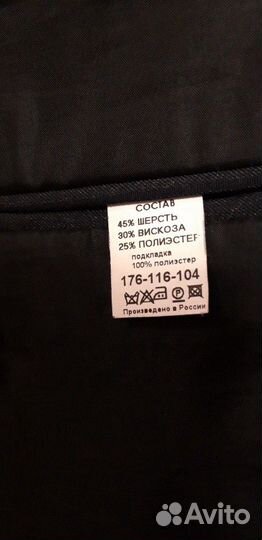 СОСТАВ
45% ШЕРСТЬ
30% ВИСКОЗА
25% ПОЛИЭСТЕР
подкладка
100% полиэстер
176-116-104
Произведено в России
Avito